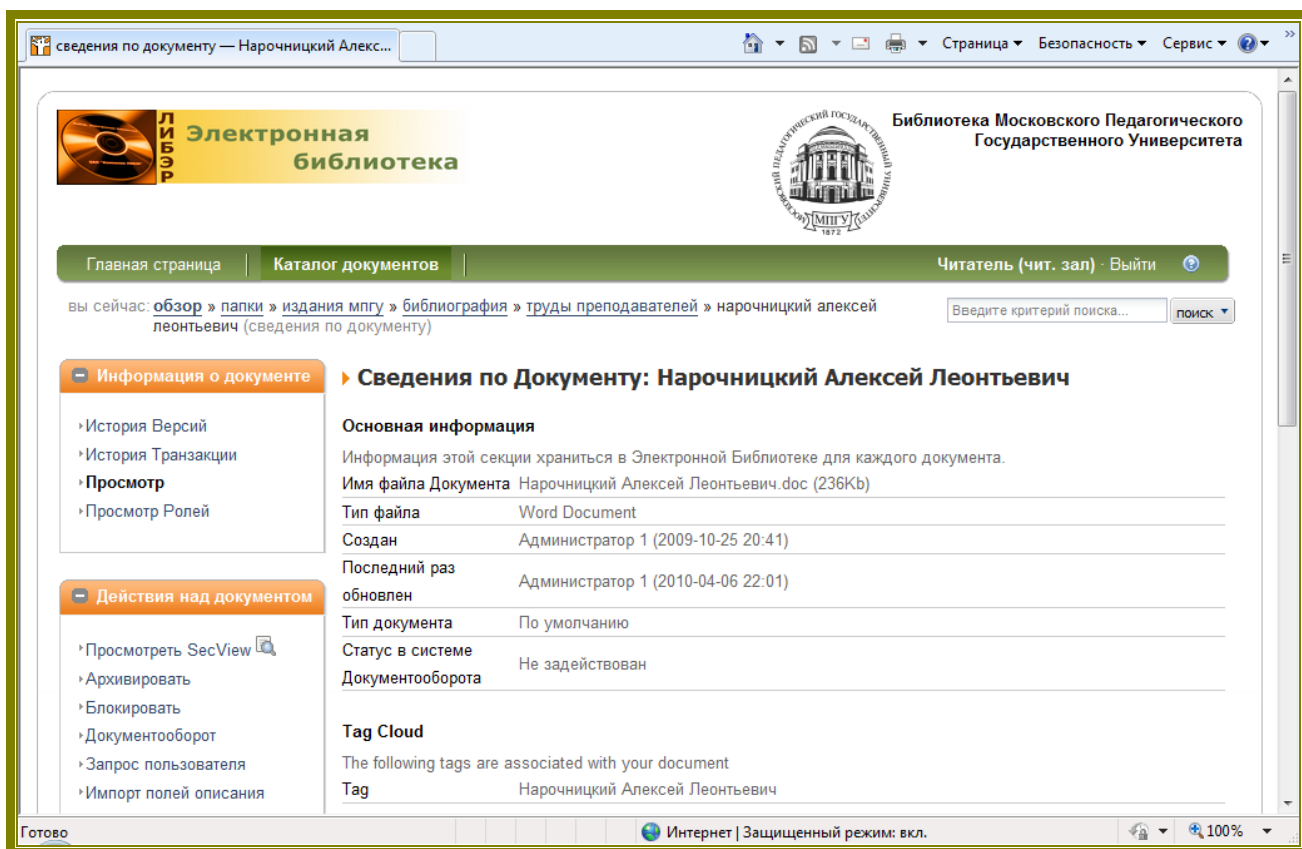 сведения по документу — Нарочницкий Алекс...
Страница
Безопасность
Сервис
ЛИБЭР
Электронная
библиотека
МОСКОВСКИЙ ПЕДАГОГИЧЕСКИЙ ГОСУДАРСТВЕННЫЙ УНИВЕРСИТЕТ
МПГУ
1872
Библиотека Московского Педагогического
Государственного Университета
Главная страница
Каталог документов
Читатель (чит. зал) · Выйти
вы сейчас: обзор » папки » издания мпгу » библиография » труды преподавателей » нарочницкий алексей
леонтьевич (сведения по документу)
Введите критерий поиска...
поиск
Информация о документе
История Версий
История Транзакции
Просмотр
Просмотр Ролей
Действия над документом
Просмотреть SecView
Архивировать
Блокировать
Документооборот
Запрос пользователя
Импорт полей описания
Сведения по Документу: Нарочницкий Алексей Леонтьевич
Основная информация
Информация этой секции храниться в Электронной Библиотеке для каждого документа.
Имя файла Документа Нарочницкий Алексей Леонтьевич.doc (236Kb)
Тип файла Word Document
Создан Администратор 1 (2009-10-25 20:41)
Последний раз
обновлен
Администратор 1 (2010-04-06 22:01)
Тип документа По умолчанию
Статус в системе
Документооборота
Не задействован
Tag Cloud
The following tags are associated with your document
Tag Нарочницкий Алексей Леонтьевич
Готово
Интернет | Защищенный режим: вкл.
100%